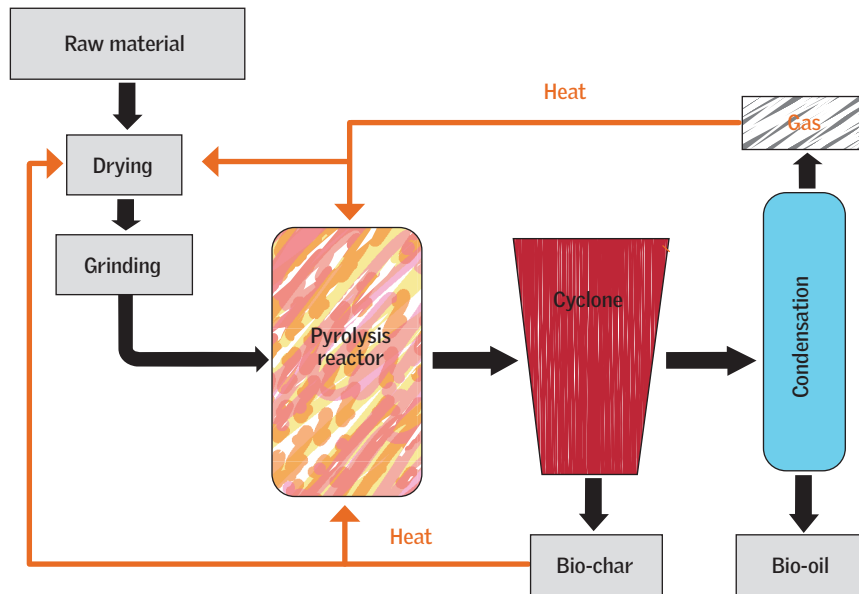 Raw material
Heat
Gas
Drying
Grinding
Pyrolysis
reactor
Cyclone
Condensation
Heat
Bio-char
Bio-oil